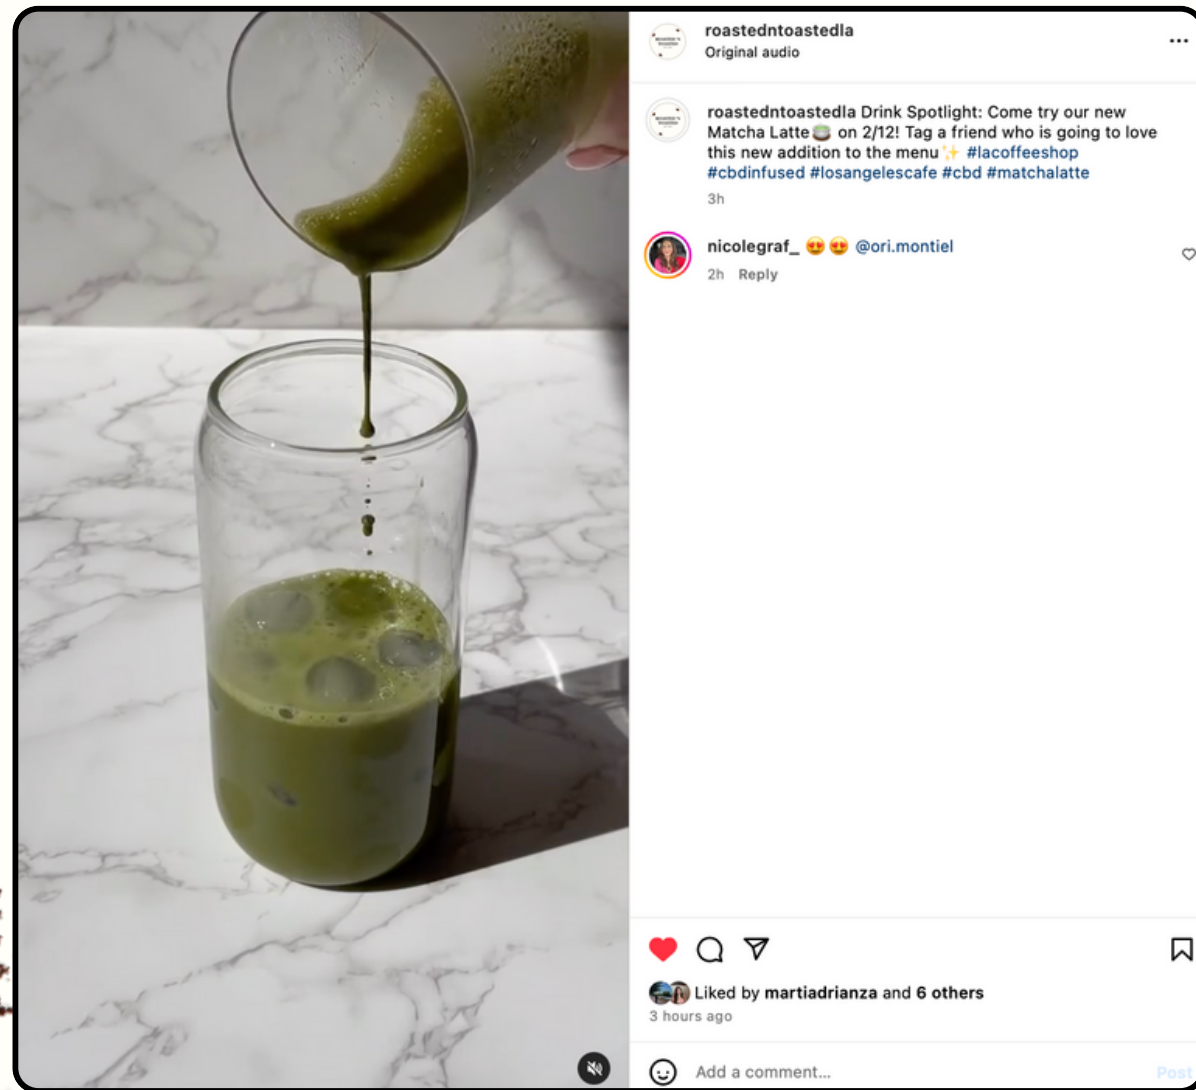 roastedntoastedla
Original audio
roastedntoastedla Drink Spotlight: Come try our new
Matcha Latte🍵 on 2/12! Tag a friend who is going to love
this new addition to the menu✨ #lacoffeeshop
#cbdinfused #losangelescafe #cbd #matchalatte
3h
nicolegraf_ 😍😍 @ori.montiel
2h Reply
Liked by martiadrianza and 6 others
3 hours ago
Add a comment...
Post